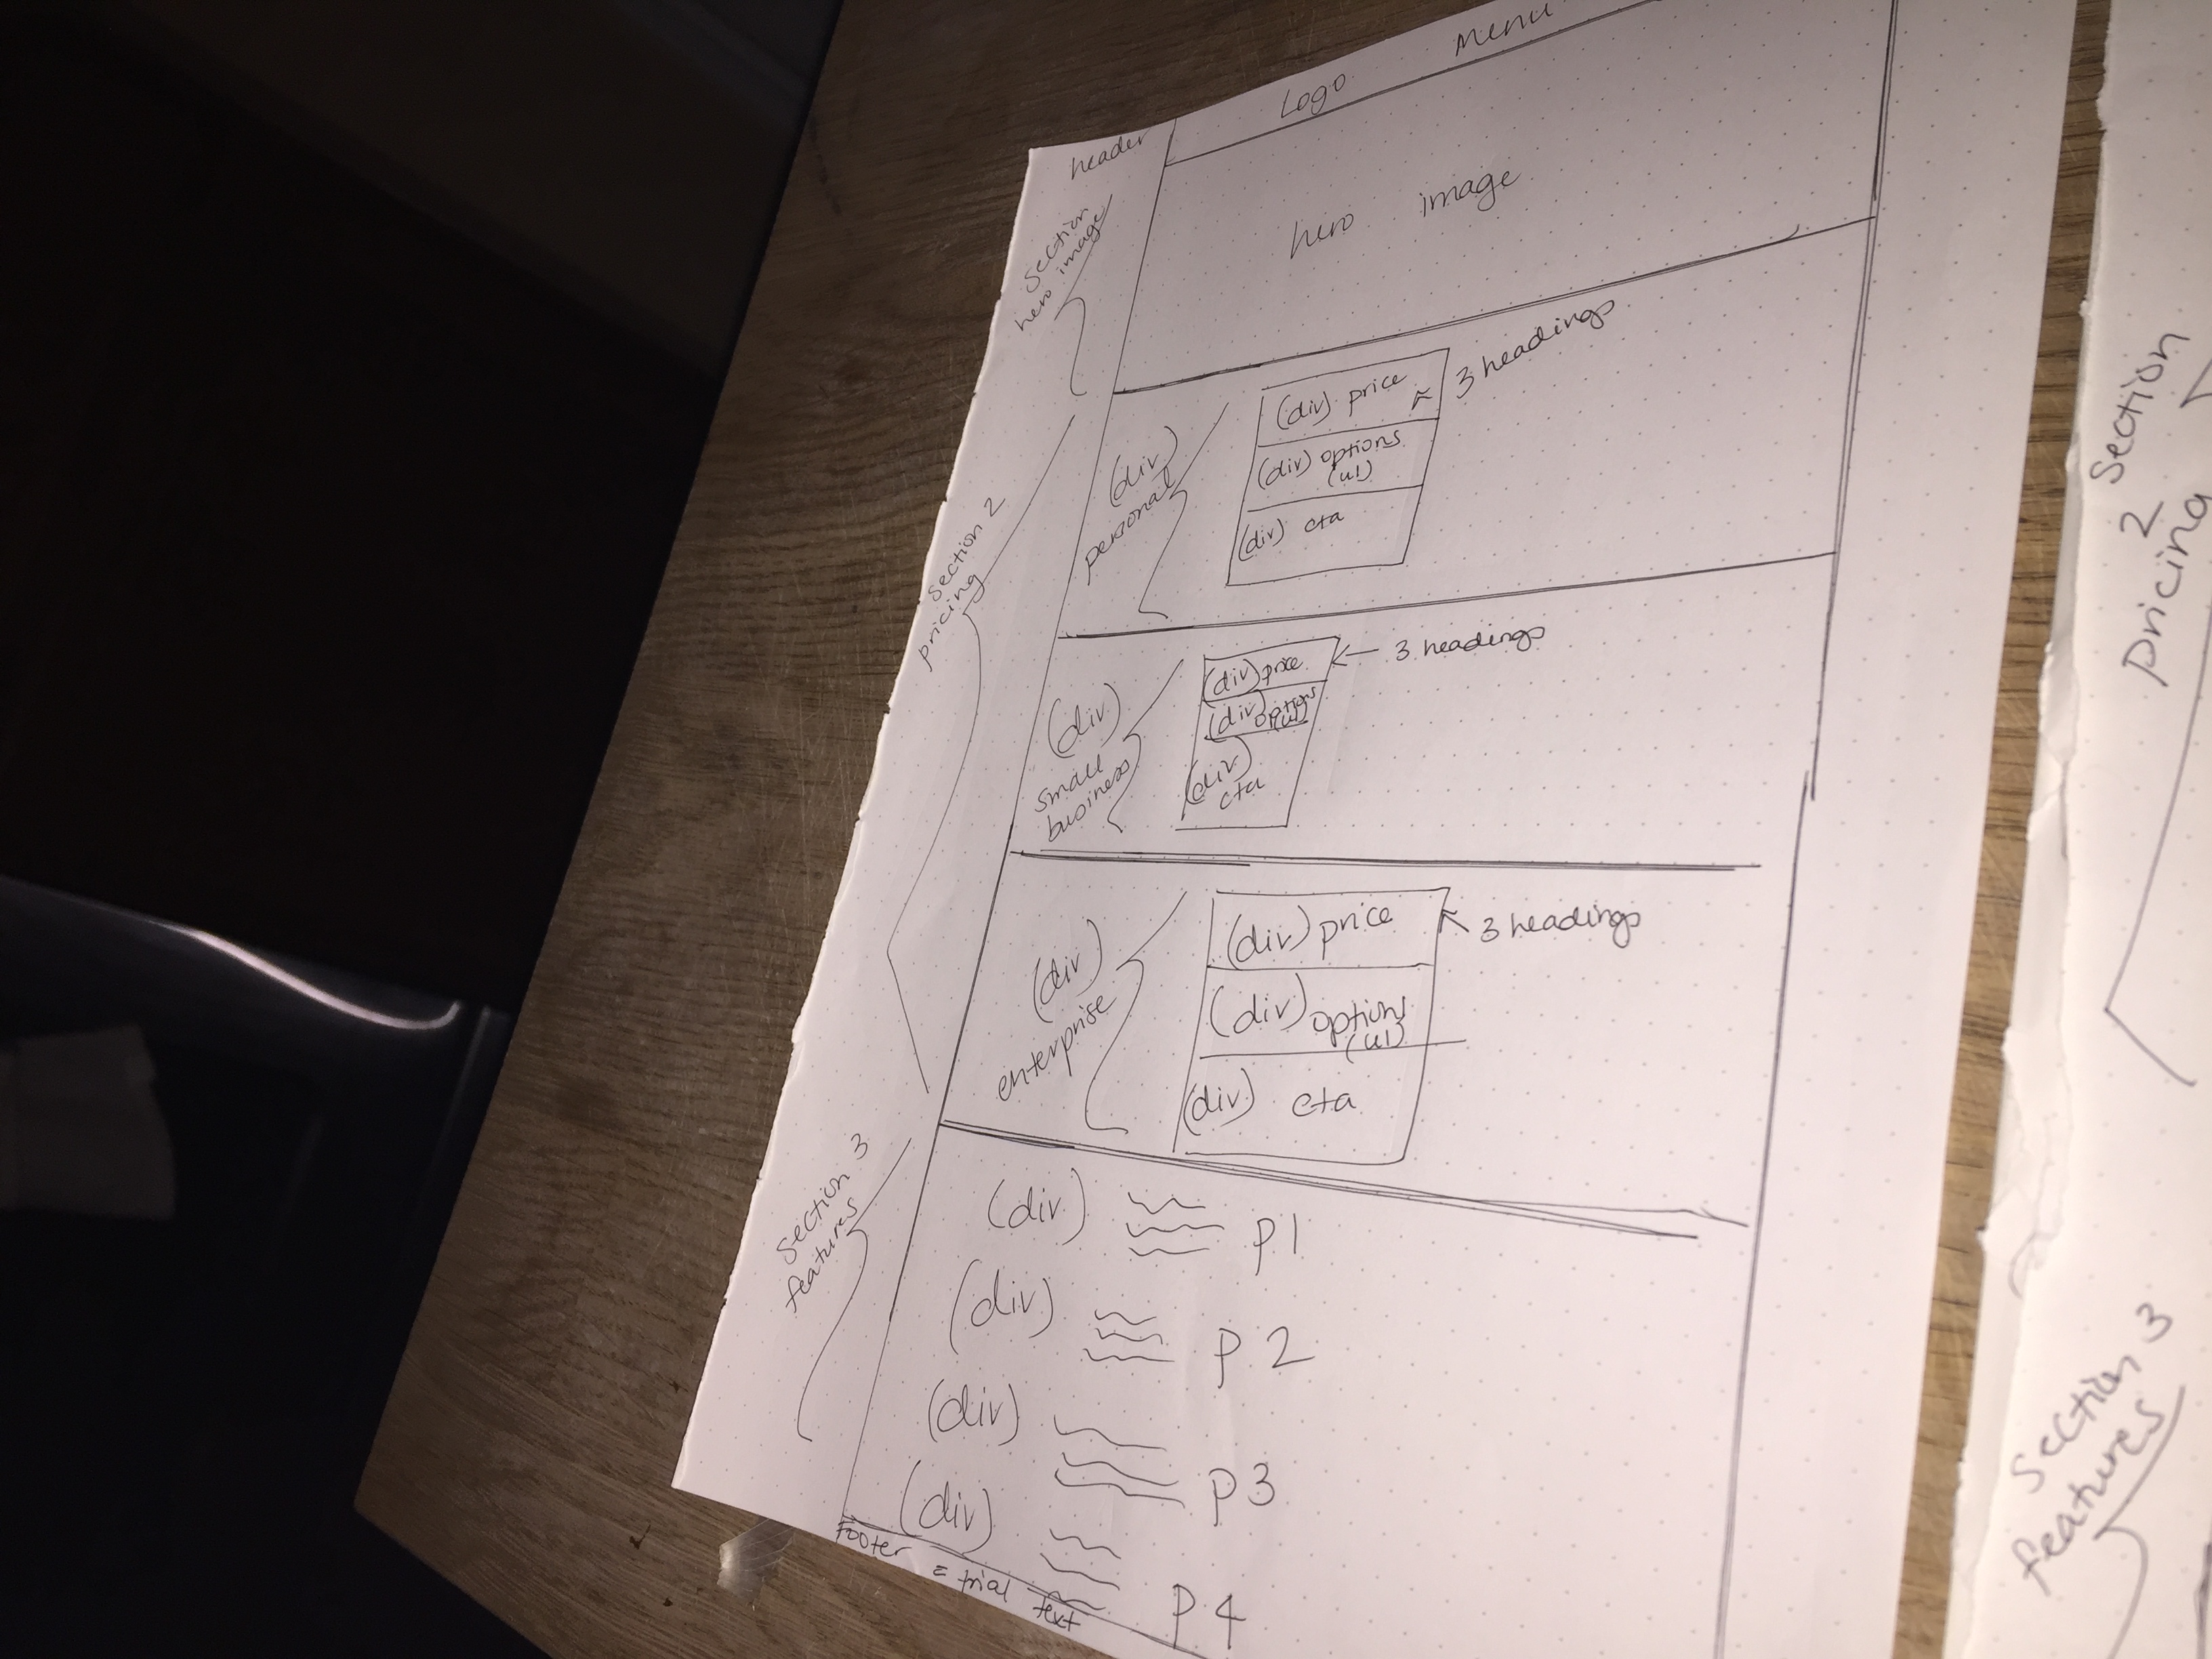 header
Logo
Menu
Section
hero image
hero image
Section 2
pricing
(div)
personal
(div) price
(div) options
(ul)
(div) cta
3 headings
(div)
small
business
(div) price
(div) options
(ul)
(div)
cta
3 headings
(div)
enterprise
(div) price
(div) options
(ul)
(div) cta
3 headings
Section 3
features
(div)
P1
(div)
P2
(div)
P3
(div)
P4
footer = trial text
Section
2
pricing
Section 3
features